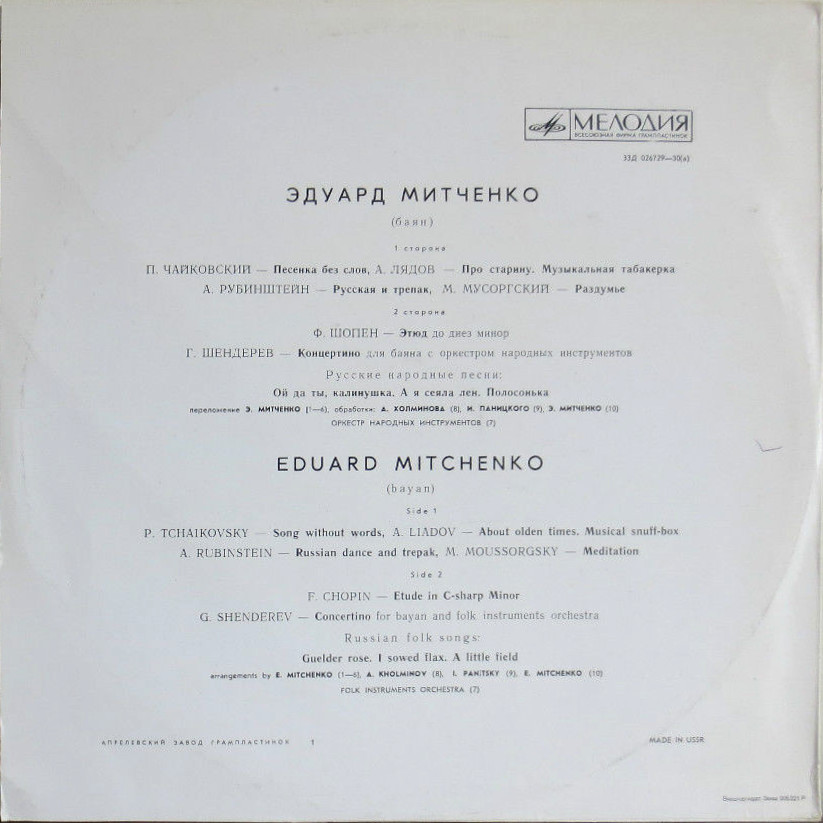 МЕЛОДИЯ
ВСЕСОЮЗНАЯ ФИРМА ГРАМПЛАСТИНОК
33Д 026729—30(а)
ЭДУАРД МИТЧЕНКО
(баян)
1 сторона
П. ЧАЙКОВСКИЙ — Песенка без слов, А. ЛЯДОВ — Про старину. Музыкальная табакерка
А. РУБИНШТЕЙН — Русская и трепак, М. МУСОРГСКИЙ — Раздумье
2 сторона
Ф. ШОПЕН — Этюд до диез минор
Г. ШЕНДЕРЕВ — Концертино для баяна с оркестром народных инструментов
Русские народные песни:
Ой да ты, калинушка. А я сеяла лен. Полосонька
переложение Э. МИТЧЕНКО (1—6), обработки: А. ХОЛМИНОВА (8), И. ПАНИЦКОГО (9), Э. МИТЧЕНКО (10)
ОРКЕСТР НАРОДНЫХ ИНСТРУМЕНТОВ (7)
EDUARD MITCHENKO
(bayan)
Side 1
P. TCHAIKOVSKY — Song without words, A. LIADOV — About olden times. Musical snuff-box
A. RUBINSTEIN — Russian dance and trepak, M. MOUSSORGSKY — Meditation
Side 2
F. CHOPIN — Etude in C-sharp Minor
G. SHENDEREV — Concertino for bayan and folk instruments orchestra
Russian folk songs:
Guelder rose. I sowed flax. A little field
arrangements by E. MITCHENKO (1—6), A. KHOLMINOV (8), I. PANITSKY (9), E. MITCHENKO (10)
FOLK INSTRUMENTS ORCHESTRA (7)
АПРЕЛЕВСКИЙ ЗАВОД ГРАМПЛАСТИНОК 1
MADE IN USSR